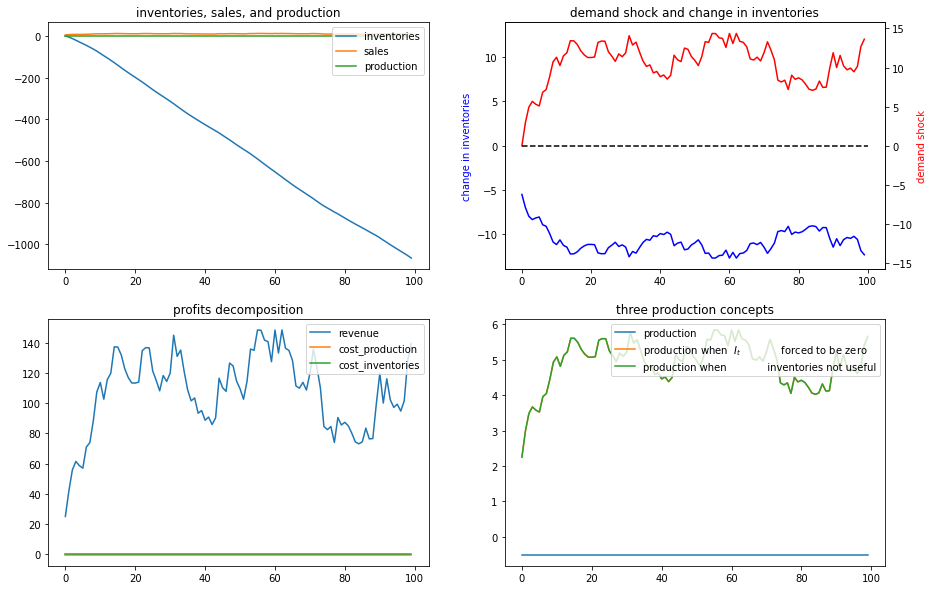 inventories, sales, and production
0
−200
−400
−600
−800
−1000
0 20 40 60 80 100
inventories
sales
production
demand shock and change in inventories
change in inventories
10
5
0
−5
−10
15
10
5
0
−5
−10
−15
demand shock
0 20 40 60 80 100
profits decomposition
140
120
100
80
60
40
20
0
0 20 40 60 80 100
revenue
cost_production
cost_inventories
three production concepts
6
5
4
3
2
1
0
0 20 40 60 80 100
production
production when I_t forced to be zero
production when inventories not useful